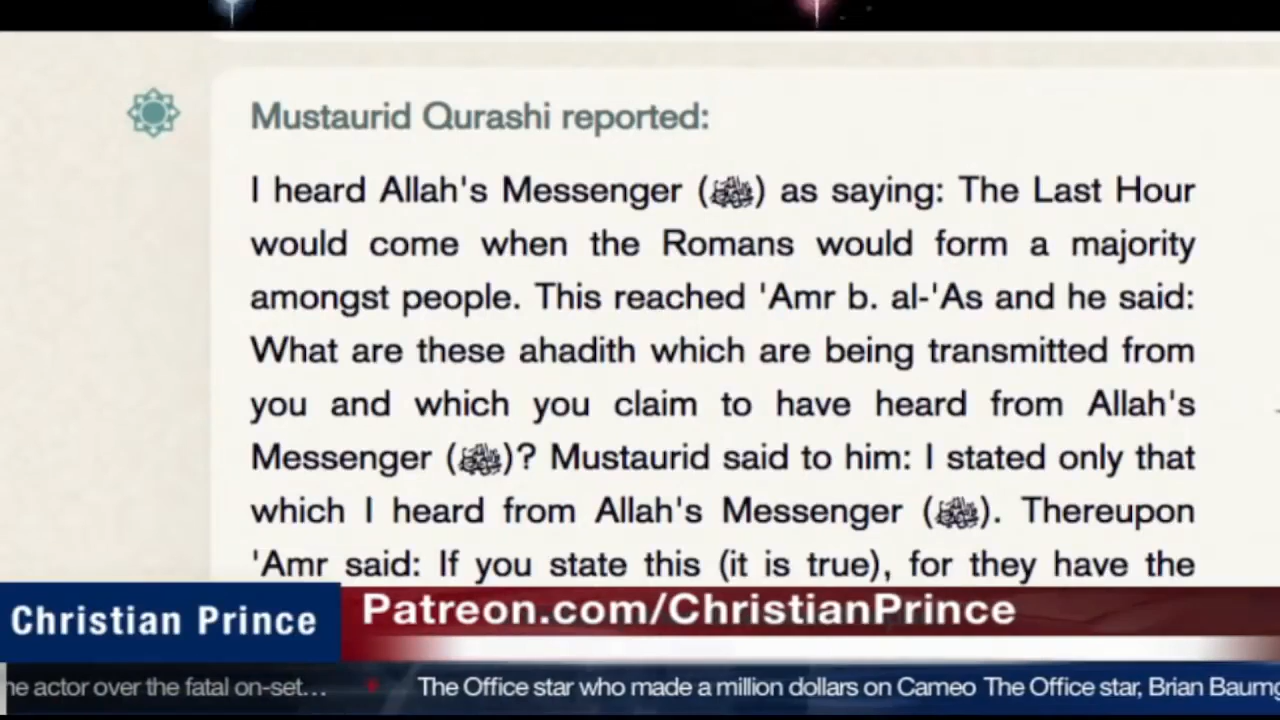 Mustaurid Qurashi reported:
I heard Allah's Messenger (ﷺ) as saying: The Last Hour
would come when the Romans would form a majority
amongst people. This reached 'Amr b. al-'As and he said:
What are these ahadith which are being transmitted from
you and which you claim to have heard from Allah's
Messenger (ﷺ)? Mustaurid said to him: I stated only that
which I heard from Allah's Messenger (ﷺ). Thereupon
'Amr said: If you state this (it is true), for they have the
Christian Prince
Patreon.com/ChristianPrince
he actor over the fatal on-set... The Office star who made a million dollars on Cameo The Office star, Brian Baumg